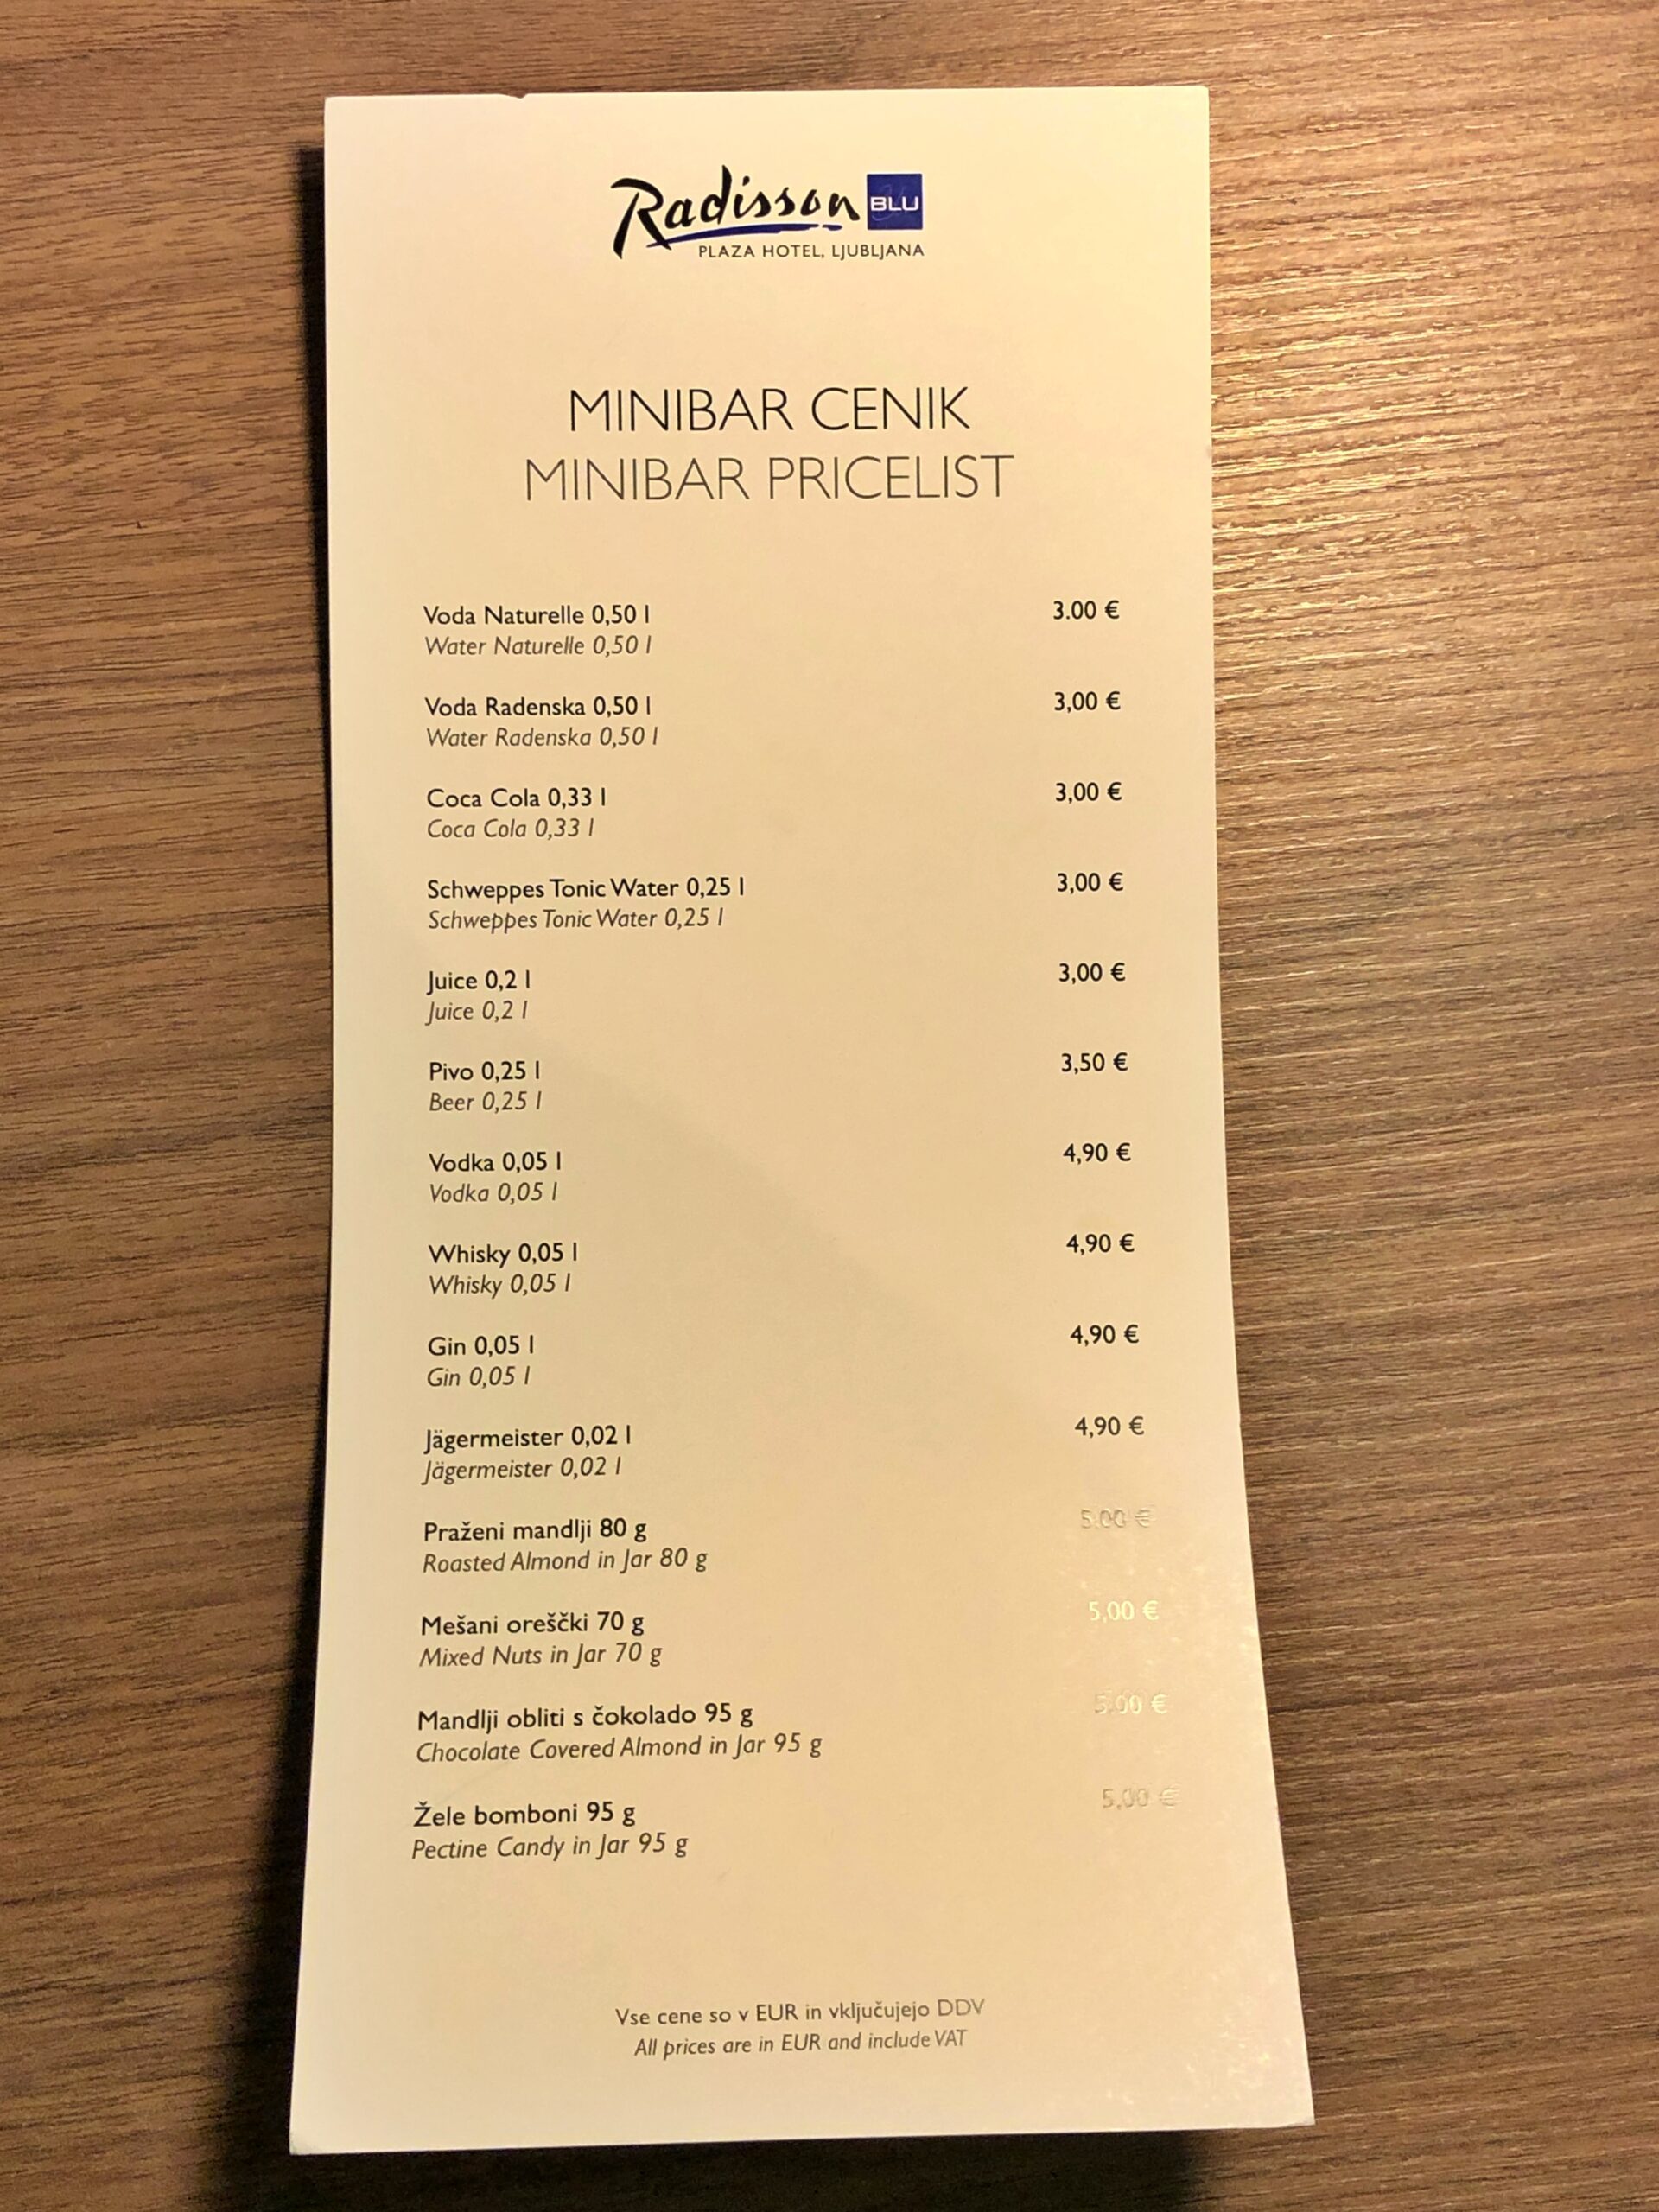 Radisson BLU
PLAZA HOTEL, LJUBLJANA
MINIBAR CENIK
MINIBAR PRICELIST
Voda Naturelle 0,50 l 3.00 €
Water Naturelle 0,50 l
Voda Radenska 0,50 l 3,00 €
Water Radenska 0,50 l
Coca Cola 0,33 l 3,00 €
Coca Cola 0,33 l
Schweppes Tonic Water 0,25 l 3,00 €
Schweppes Tonic Water 0,25 l
Juice 0,2 l 3,00 €
Juice 0,2 l
Pivo 0,25 l 3,50 €
Beer 0,25 l
Vodka 0,05 l 4,90 €
Vodka 0,05 l
Whisky 0,05 l 4,90 €
Whisky 0,05 l
Gin 0,05 l 4,90 €
Gin 0,05 l
Jägermeister 0,02 l 4,90 €
Jägermeister 0,02 l
Praženi mandlji 80 g 5,00 €
Roasted Almond in Jar 80 g
Mešani oreščki 70 g 5,00 €
Mixed Nuts in Jar 70 g
Mandlji obliti s čokolado 95 g 5,00 €
Chocolate Covered Almond in Jar 95 g
Žele bomboni 95 g 5,00 €
Pectine Candy in Jar 95 g
Vse cene so v EUR in vključujejo DDV
All prices are in EUR and include VAT